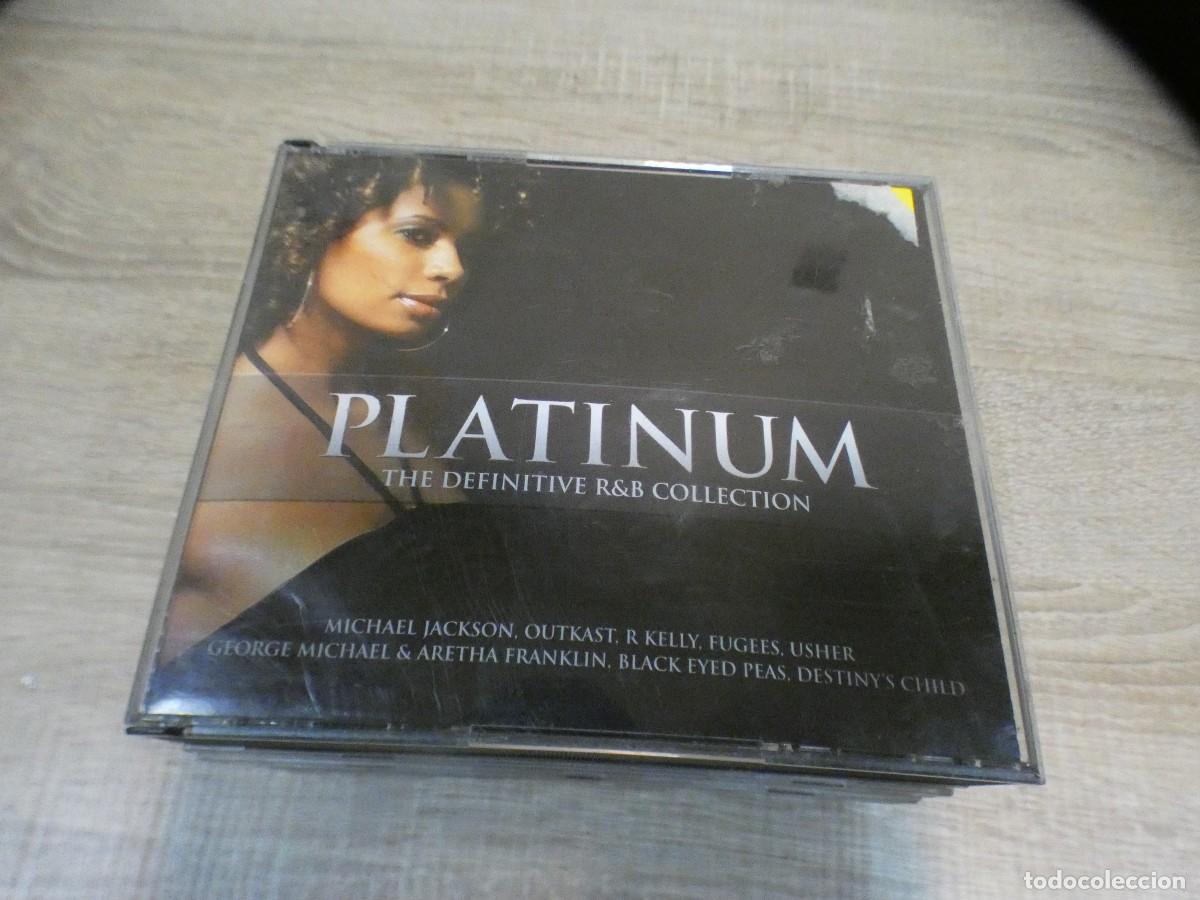 PLATINUM
THE DEFINITIVE R&B COLLECTION
MICHAEL JACKSON, OUTKAST, R KELLY, FUGEES, USHER
GEORGE MICHAEL & ARETHA FRANKLIN, BLACK EYED PEAS, DESTINY'S CHILD
todocoleccion